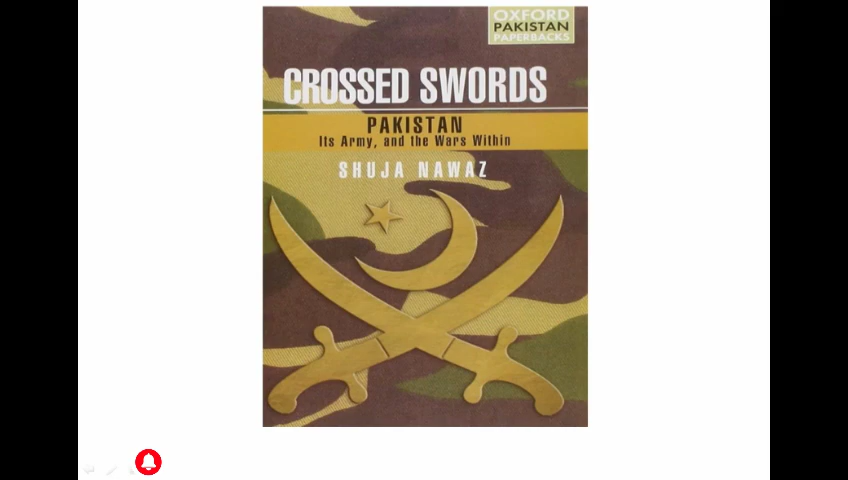 OXFORD
PAKISTAN
PAPERBACKS
CROSSED SWORDS
PAKISTAN
Its Army, and the Wars Within
SHUJA NAWAZ